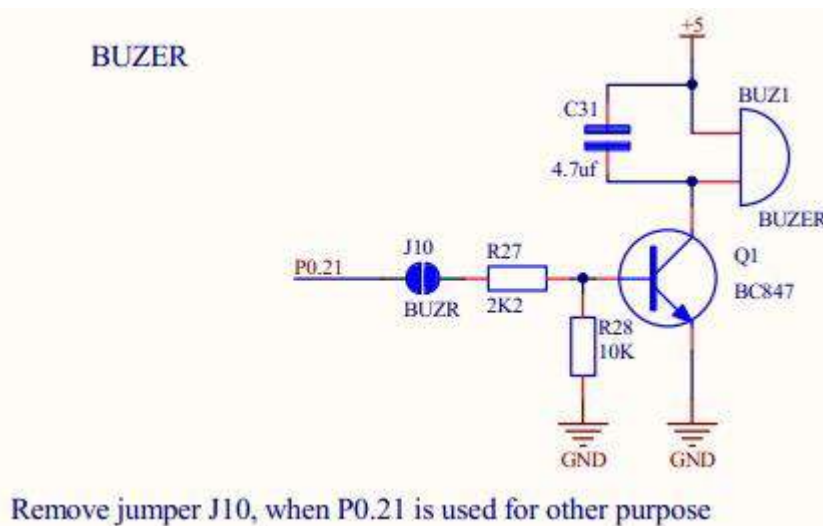 BUZER
+5
C31
4.7uf
BUZ1
BUZER
P0.21
J10
BUZR
R27
2K2
Q1
BC847
R28
10K
GND
GND
Remove jumper J10, when P0.21 is used for other purpose